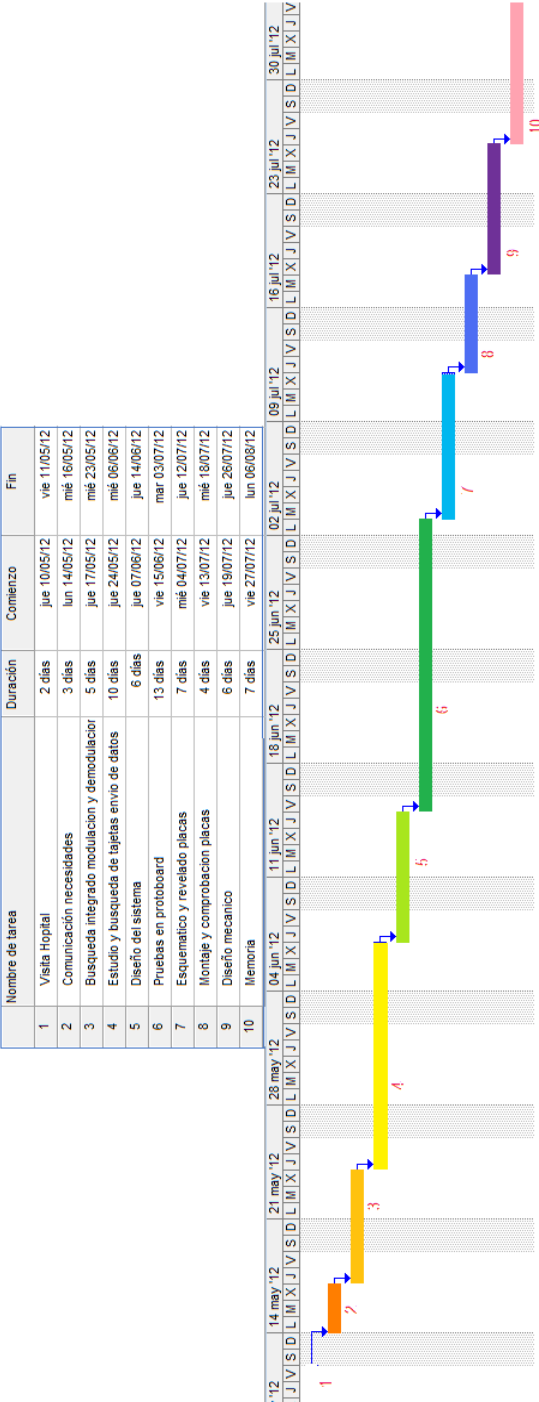 Nombre de tarea Duración Comienzo Fin
1 Visita Hopital 2 días jue 10/05/12 vie 11/05/12
2 Comunicación necesidades 3 días lun 14/05/12 mié 16/05/12
3 Busqueda integrado modulacion y demodulacior 5 días jue 17/05/12 mié 23/05/12
4 Estudio y busqueda de tajetas envio de datos 10 días jue 24/05/12 mié 06/06/12
5 Diseño del sistema 6 días jue 07/06/12 jue 14/06/12
6 Pruebas en protoboard 13 días vie 15/06/12 mar 03/07/12
7 Esquematico y revelado placas 7 días mié 04/07/12 jue 12/07/12
8 Montaje y comprobacion placas 4 días vie 13/07/12 mié 18/07/12
9 Diseño mecanico 6 días jue 19/07/12 jue 26/07/12
10 Memoria 7 días vie 27/07/12 lun 06/08/12
'12 14 may '12 21 may '12 28 may '12 04 jun '12 11 jun '12 18 jun '12 25 jun '12 02 jul '12 09 jul '12 16 jul '12 23 jul '12 30 jul '12
J V S D L M X J V S D L M X J V S D L M X J V S D L M X J V S D L M X J V S D L M X J V S D L M X J V S D L M X J V S D L M X J V S D L M X J V S D L M X J V S D L M X J V
1
2
3
4
5
6
7
8
9
10